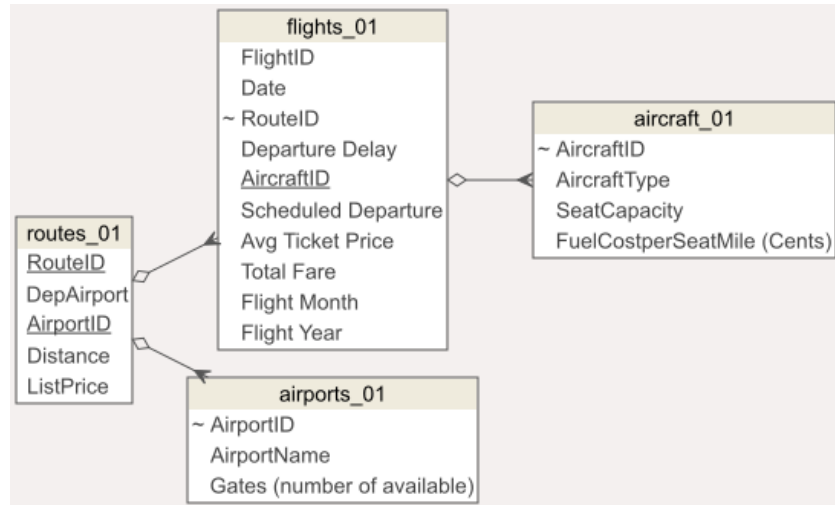 flights_01
FlightID
Date
~ RouteID
Departure Delay
AircraftID
Scheduled Departure
Avg Ticket Price
Total Fare
Flight Month
Flight Year
aircraft_01
~ AircraftID
AircraftType
SeatCapacity
FuelCostperSeatMile (Cents)
routes_01
RouteID
DepAirport
AirportID
Distance
ListPrice
airports_01
~ AirportID
AirportName
Gates (number of available)